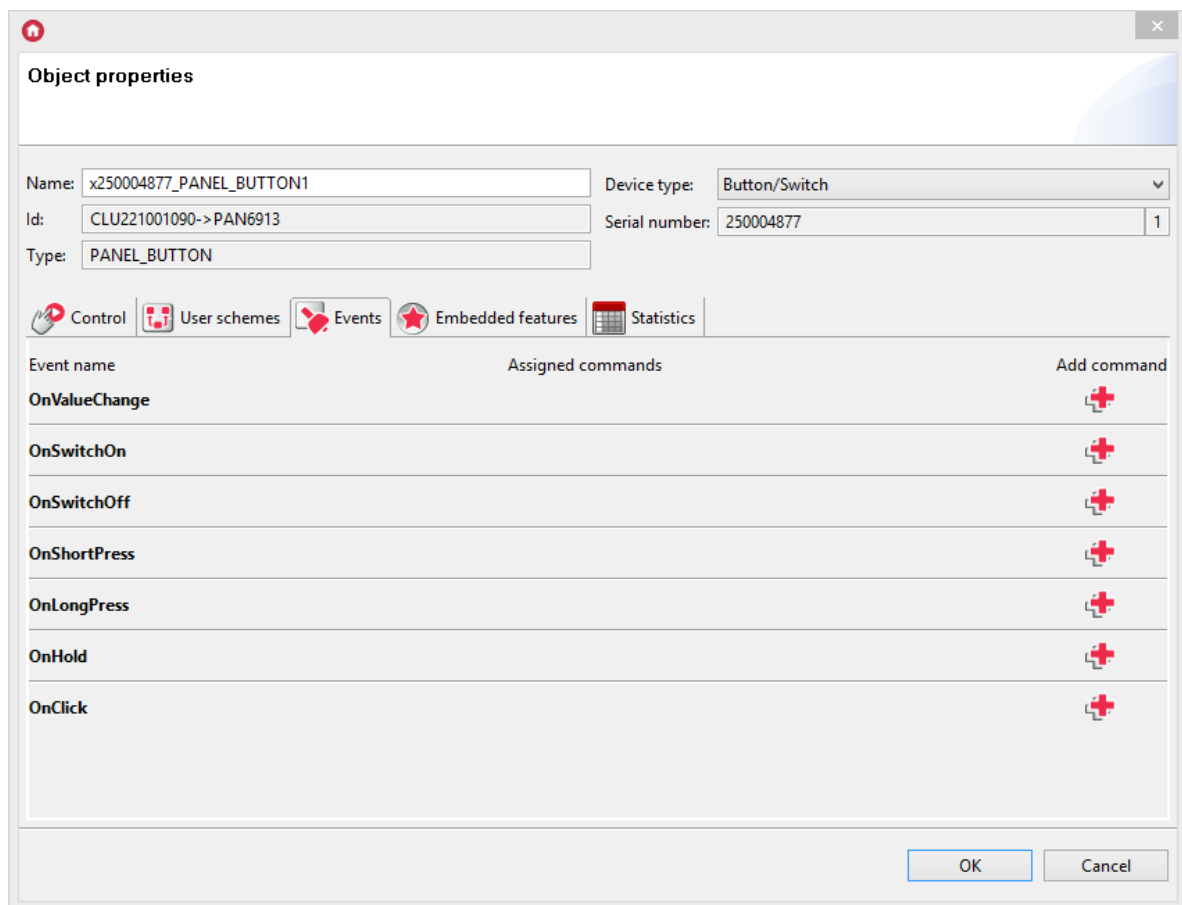 Object properties
Name: x250004877_PANEL_BUTTON1 Device type: Button/Switch
Id: CLU221001090->PAN6913 Serial number: 250004877 1
Type: PANEL_BUTTON
Control User schemes Events Embedded features Statistics
Event name Assigned commands Add command
OnValueChange
OnSwitchOn
OnSwitchOff
OnShortPress
OnLongPress
OnHold
OnClick
OK Cancel